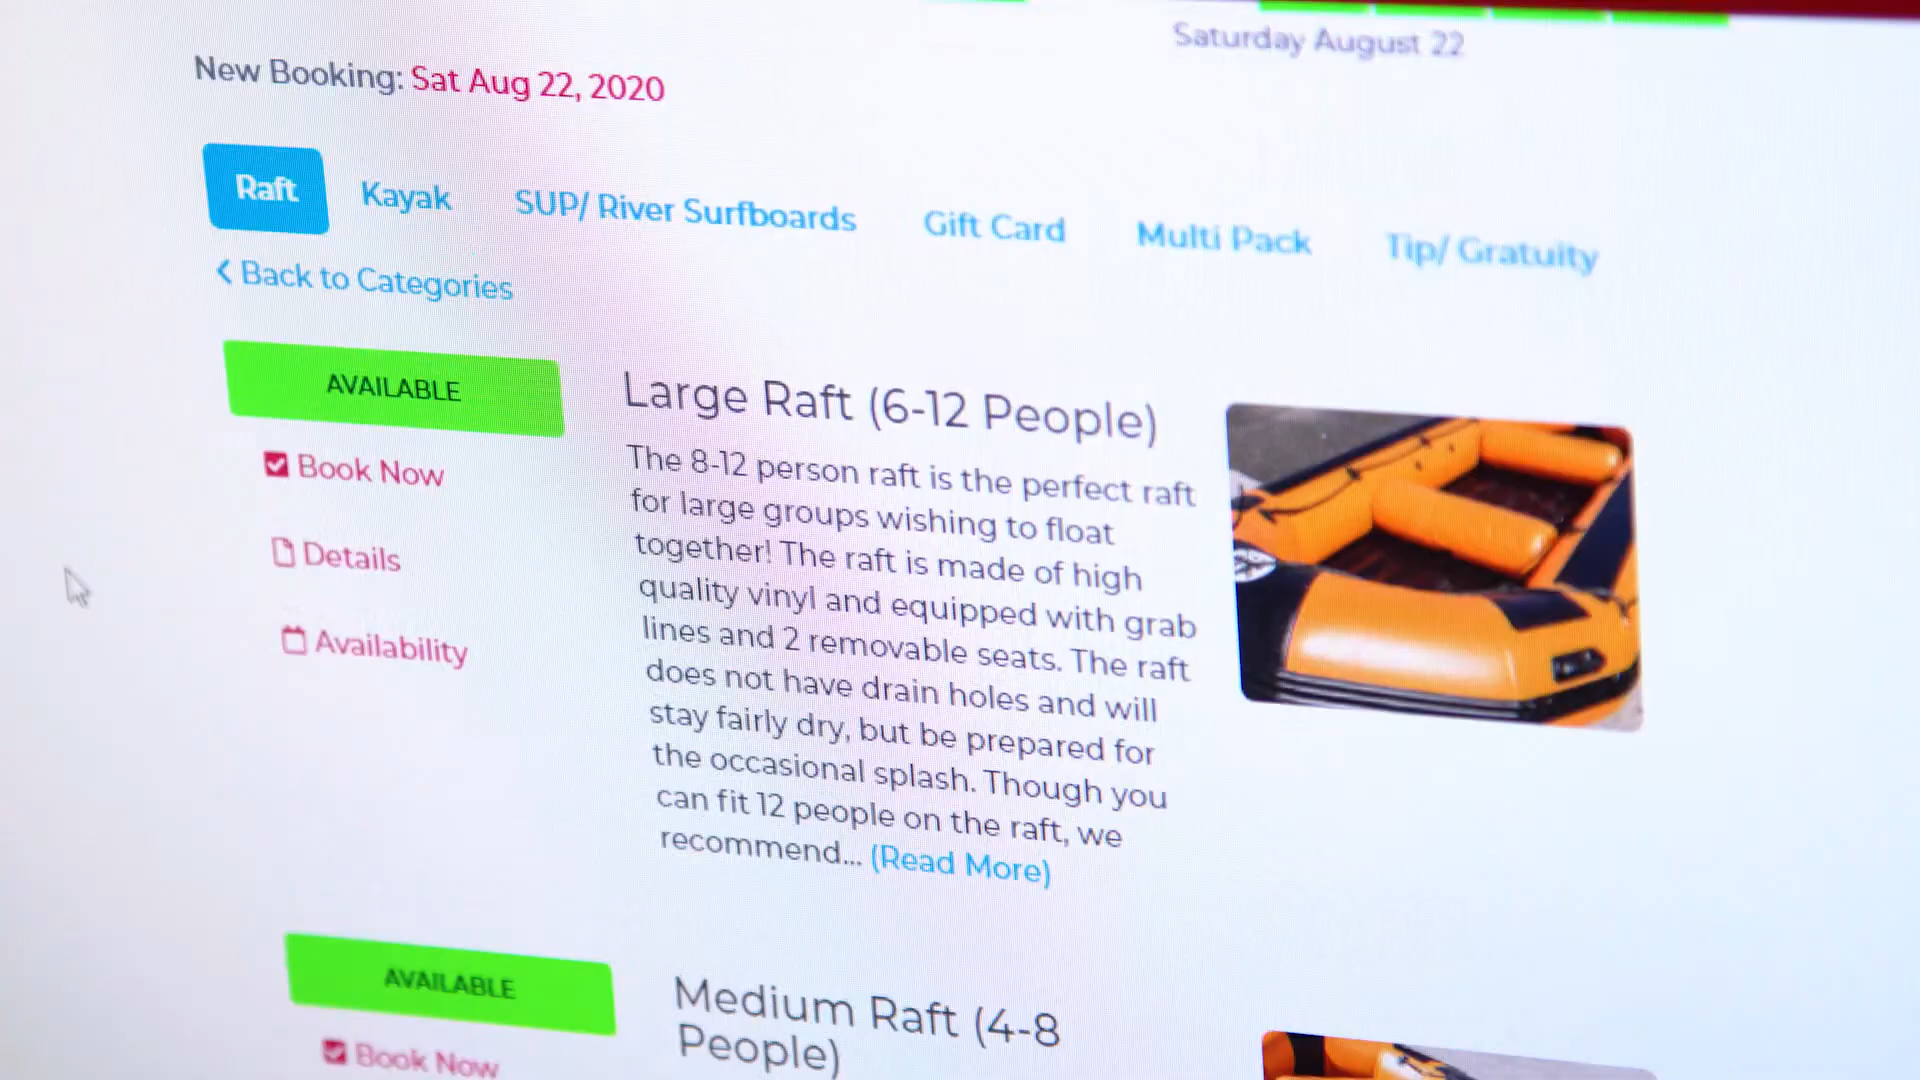 Saturday August 22
New Booking: Sat Aug 22, 2020
Raft
Kayak
SUP/ River Surfboards
Gift Card
Multi Pack
Tip/ Gratuity
Back to Categories
AVAILABLE
Book Now
Details
Availability
Large Raft (6-12 People)
The 8-12 person raft is the perfect raft
for large groups wishing to float
together! The raft is made of high
quality vinyl and equipped with grab
lines and 2 removable seats. The raft
does not have drain holes and will
stay fairly dry, but be prepared for
the occasional splash. Though you
can fit 12 people on the raft, we
recommend... (Read More)
AVAILABLE
Book Now
Medium Raft (4-8
People)